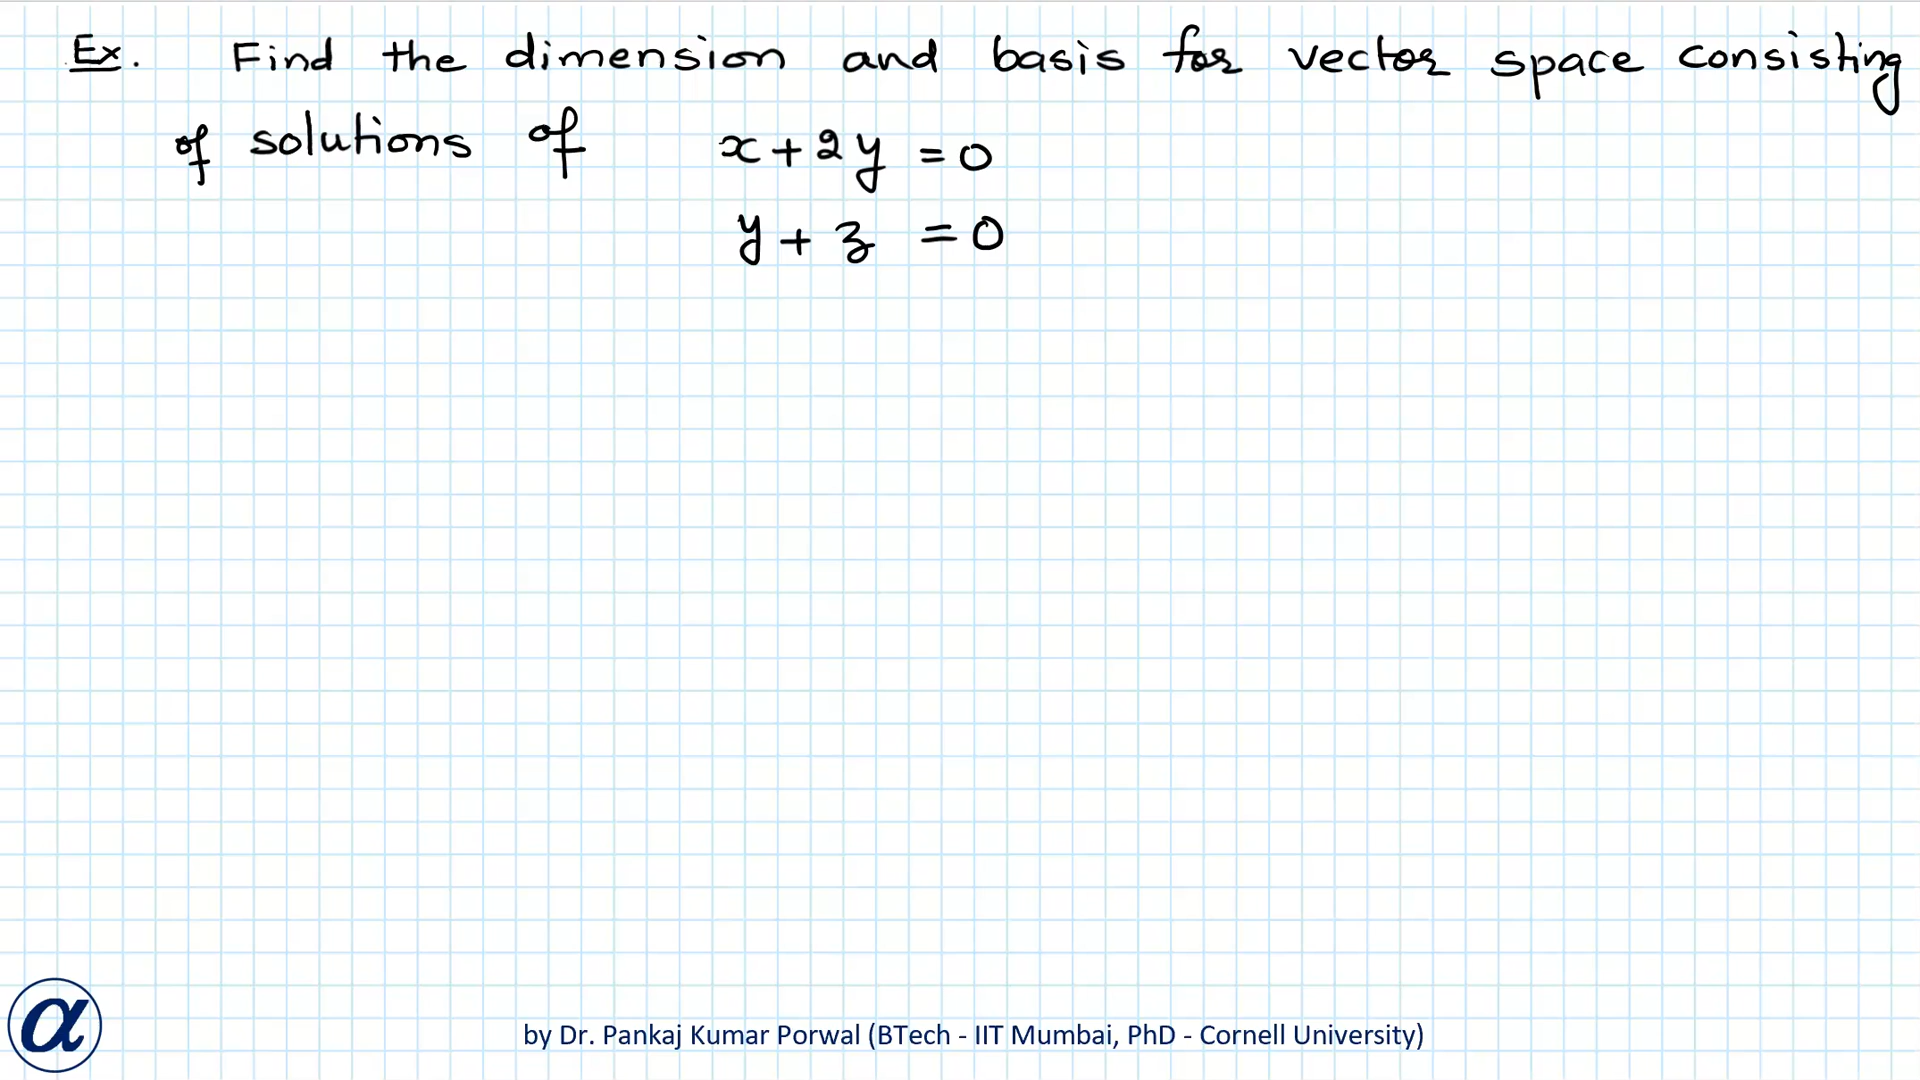 Ex. Find the dimension and basis for vector space consisting
of solutions of x + 2y = 0
y + z = 0
α
by Dr. Pankaj Kumar Porwal (BTech - IIT Mumbai, PhD - Cornell University)